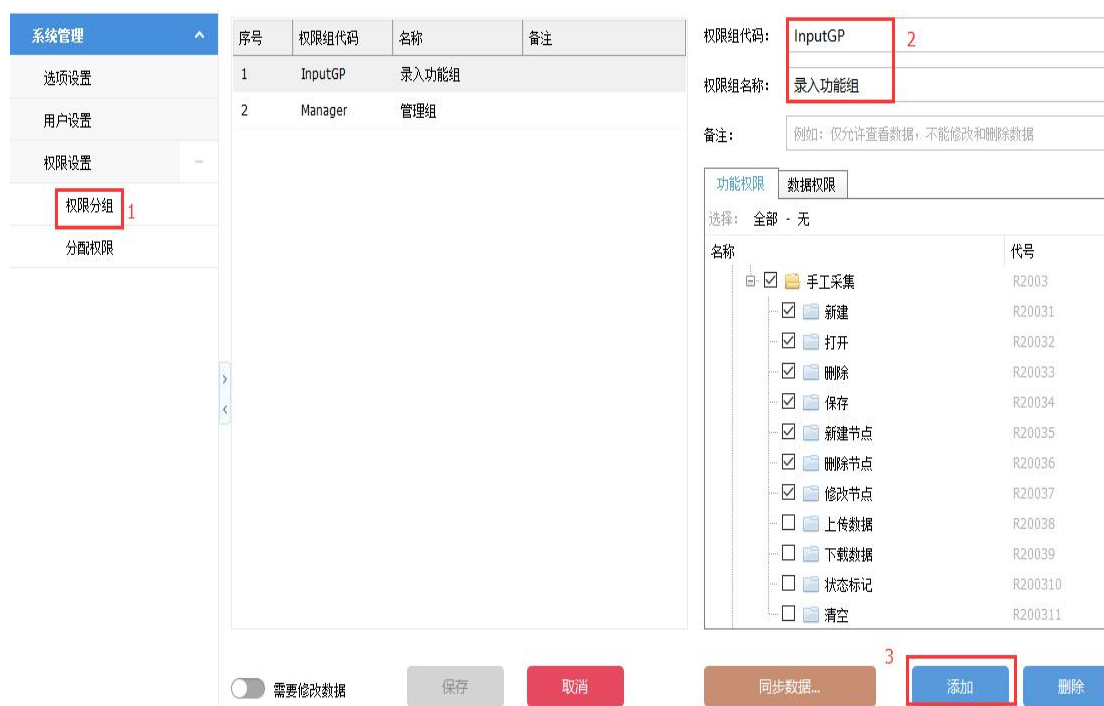 系统管理
选项设置
用户设置
权限设置
权限分组 1
分配权限
序号 权限组代码 名称 备注
1 InputGP 录入功能组
2 Manager 管理组
权限组代码: InputGP 2
权限组名称: 录入功能组
备注: 例如: 仅允许查看数据，不能修改和删除数据
功能权限 数据权限
选择: 全部 - 无
名称 代号
手工采集 R2003
新建 R20031
打开 R20032
删除 R20033
保存 R20034
新建节点 R20035
删除节点 R20036
修改节点 R20037
上传数据 R20038
下载数据 R20039
状态标记 R200310
清空 R200311
3
需要修改数据 保存 取消 同步数据... 添加 删除